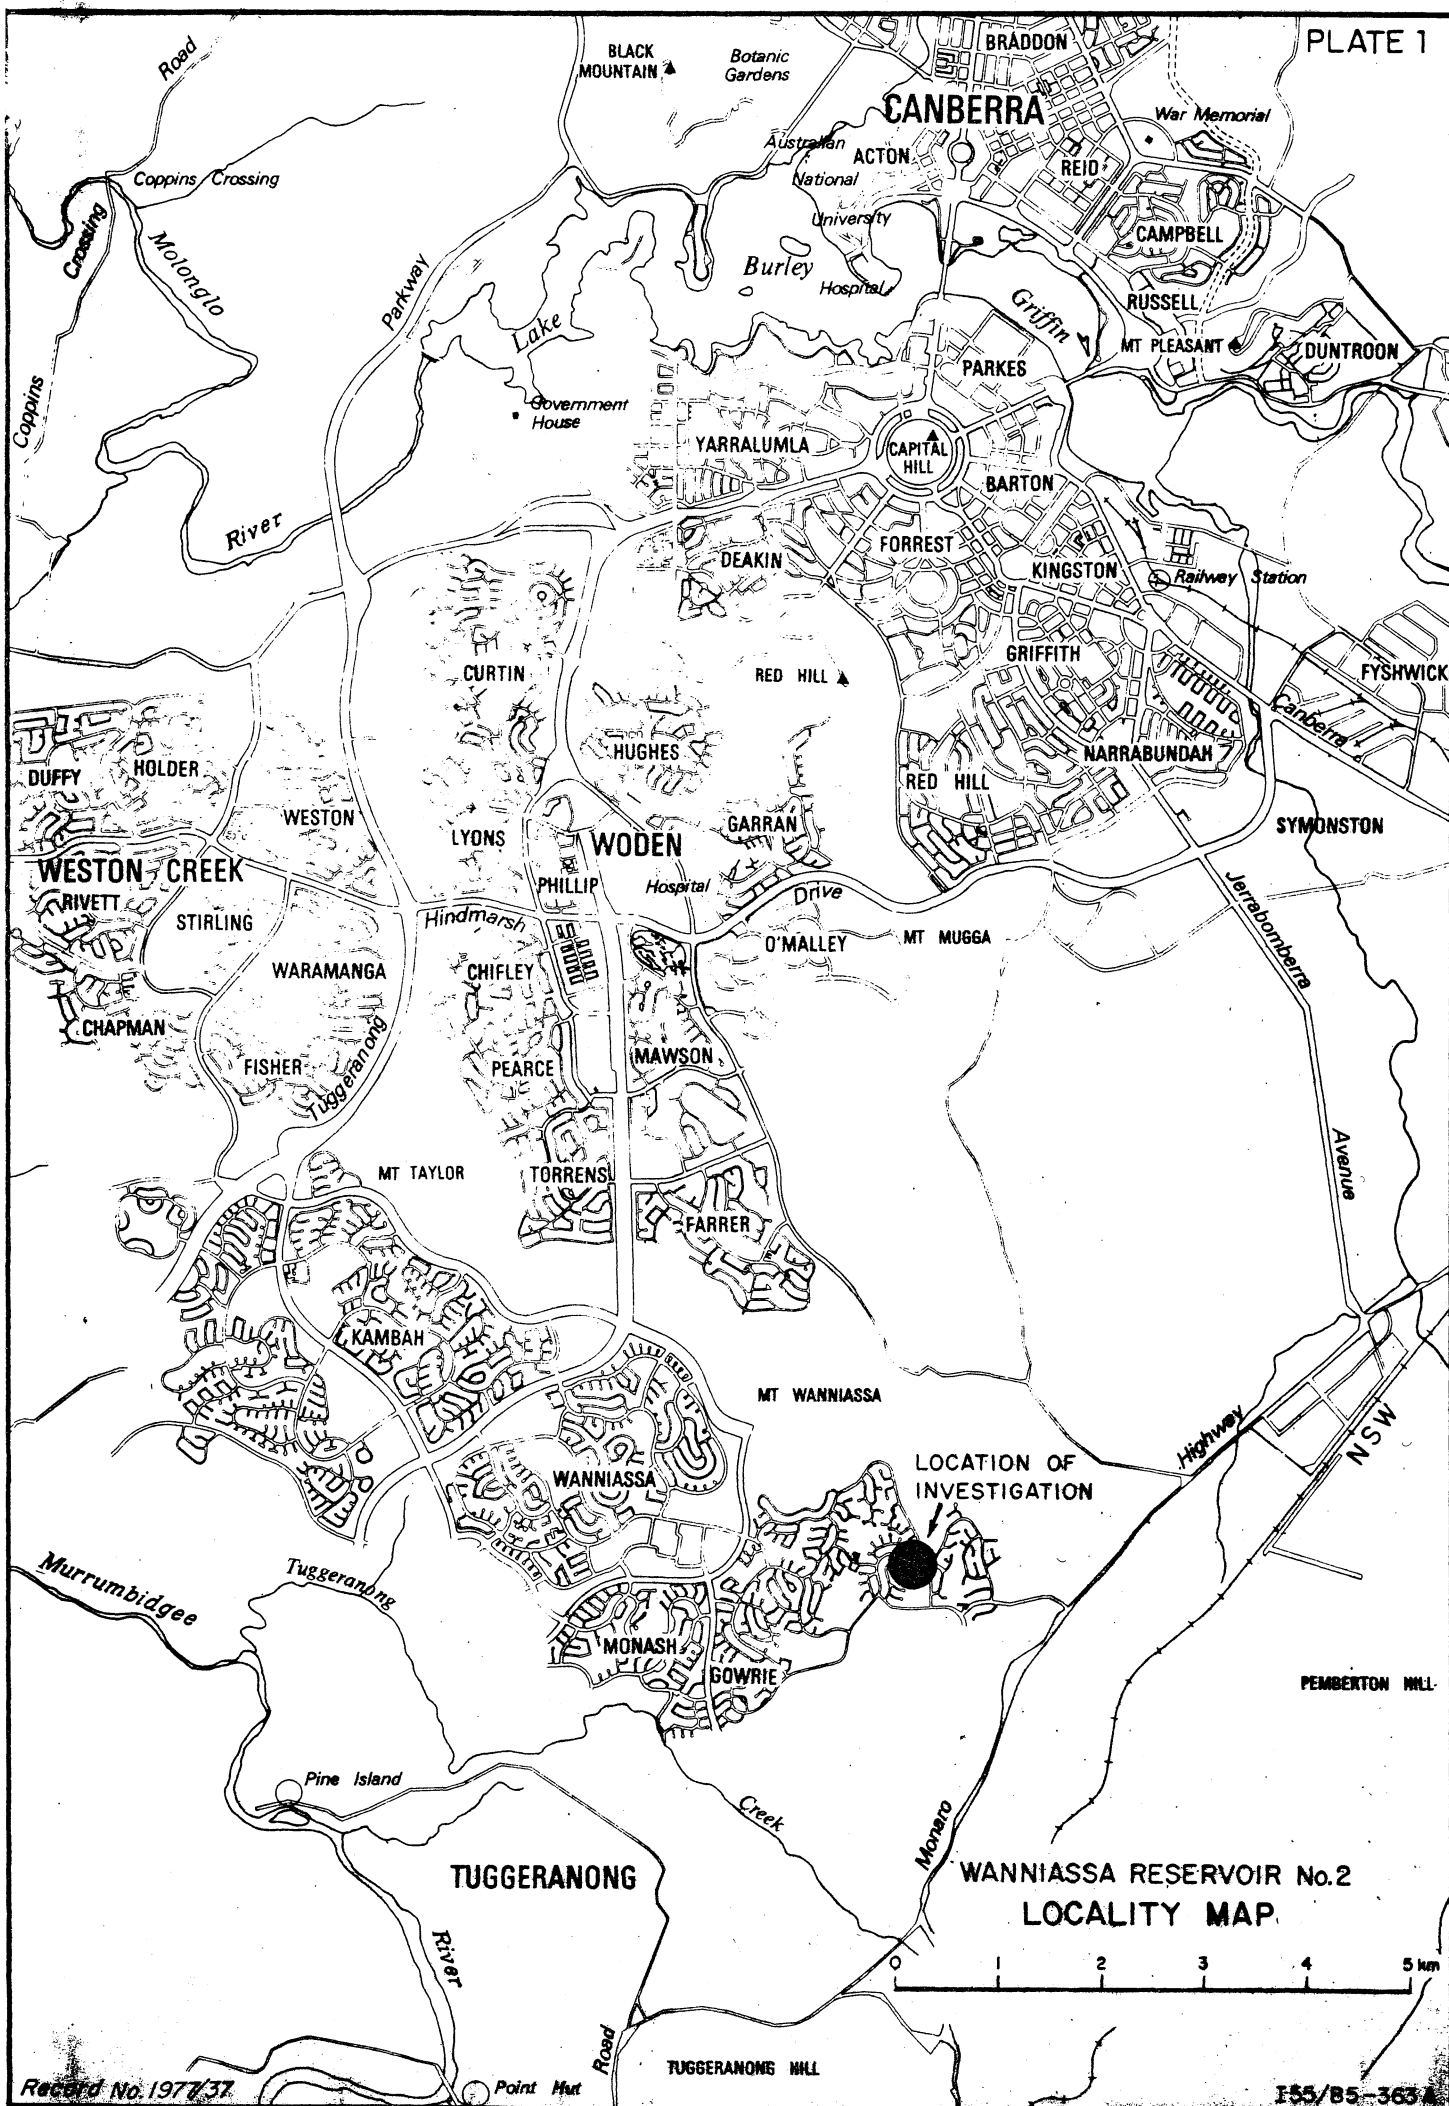 PLATE 1
Road
BLACK
MOUNTAIN
Botanic
Gardens
BRADDON
CANBERRA
War Memorial
Australian
National
University
ACTON
REID
Coppins Crossing
Crossing
Molonglo
CAMPBELL
Parkway
Burley
Hospital
Griffin
RUSSELL
Lake
MT PLEASANT
DUNTROON
PARKES
Coppins
Government
House
YARRALUMLA
CAPITAL
HILL
BARTON
River
DEAKIN
FORREST
KINGSTON
Railway Station
GRIFFITH
CURTIN
RED HILL
FYSHWICK
Canberra
HUGHES
NARRABUNDAH
DUFFY
HOLDER
RED HILL
WESTON
LYONS
WODEN
GARRAN
SYMONSTON
WESTON CREEK
PHILLIP
Hospital
Drive
RIVETT
STIRLING
Hindmarsh
Jerrabomberra
O'MALLEY
MT MUGGA
WARAMANGA
CHIFLEY
CHAPMAN
FISHER
Tuggeranong
PEARCE
MAWSON
MT TAYLOR
TORRENS
Avenue
FARRER
KAMBAH
MT WANNIASSA
Highway
NSW
WANNIASSA
LOCATION OF
INVESTIGATION
Murrumbidgee
Tuggeranong
MONASH
GOWRIE
PEMBERTON HILL
Pine Island
Creek
Monaro
TUGGERANONG
WANNIASSA RESERVOIR No.2
LOCALITY MAP
River
0 1 2 3 4 5 km
Road
TUGGERANONG HILL
Record No. 1977/37
Point Hut
I55/B5-363A